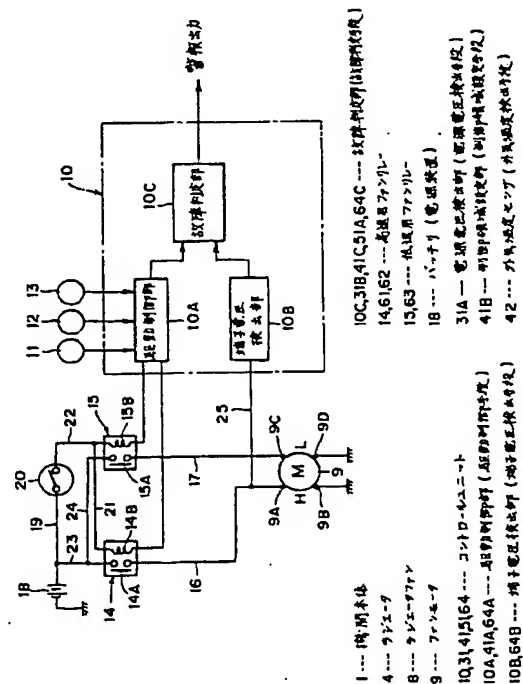 10
13
12
11
駆動制御部
10A
故障判定部
10C
警報出力
端子電圧
検出部
10B
25
20
22
19
24
21
23
18
15
15B
15A
14
14B
14A
17
16
9C
L
9D
M
9
H
9A
9B
1 --- 機関本体
4 --- ラジエータ
8 --- ラジエータファン
9 --- ファンモータ
10,31,41,51,64 --- コントロールユニット
10A,41A,64A --- 駆動制御部(駆動制御手段)
10B,64B --- 端子電圧検出部(端子電圧検出手段)
10C,31B,41C,51A,64C --- 故障判定部(故障判定手段)
14,61,62 --- 高速用ファンリレー
15,63 --- 低速用ファンリレー
18 --- バッテリ(電源装置)
31A --- 電源電圧検出部(電源電圧検出手段)
41B --- 制御領域設定部(制御領域設定手段)
42 --- 外気温度センサ(外気温度検出手段)